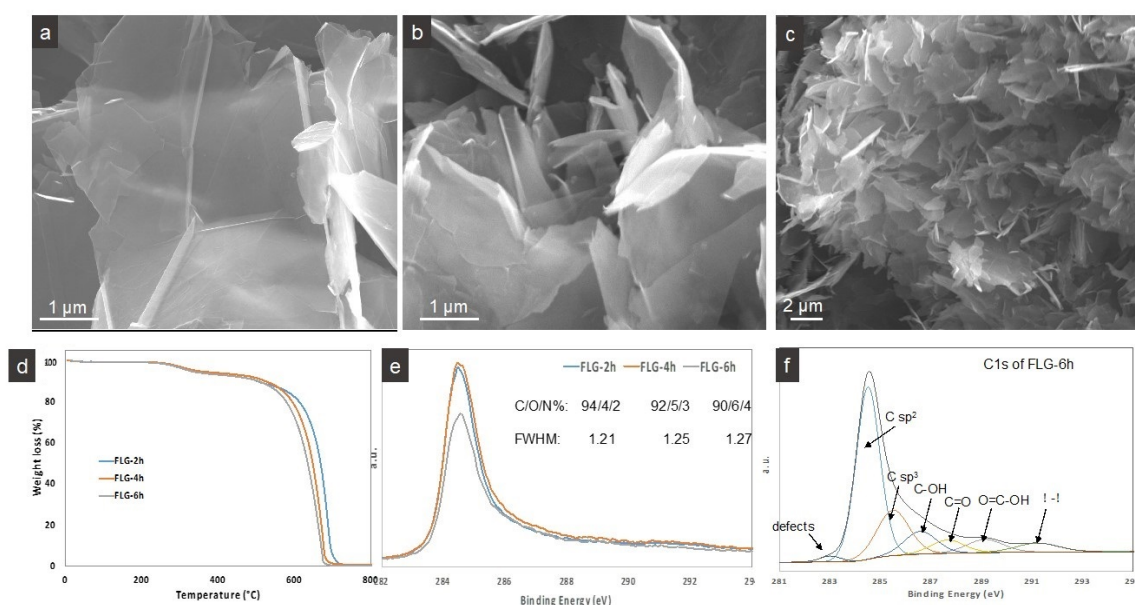 a
b
c
1 µm
1 µm
2 µm
d
100
80
60
40
20
0
Weight loss (%)
FLG-2h
FLG-4h
FLG-6h
0 200 400 600 800
Temperature (°C)
e
FLG-2h FLG-4h FLG-6h
C/O/N%: 94/4/2 92/5/3 90/6/4
FWHM: 1.21 1.25 1.27
a.u.
82 284 286 288 290 292 29
Binding Energy (eV)
f
C1s of FLG-6h
C sp²
C sp³
C-OH
C=O
O=C-OH
! -!
defects
a.u.
281 283 285 287 289 291 293 29
Binding Energy (eV)